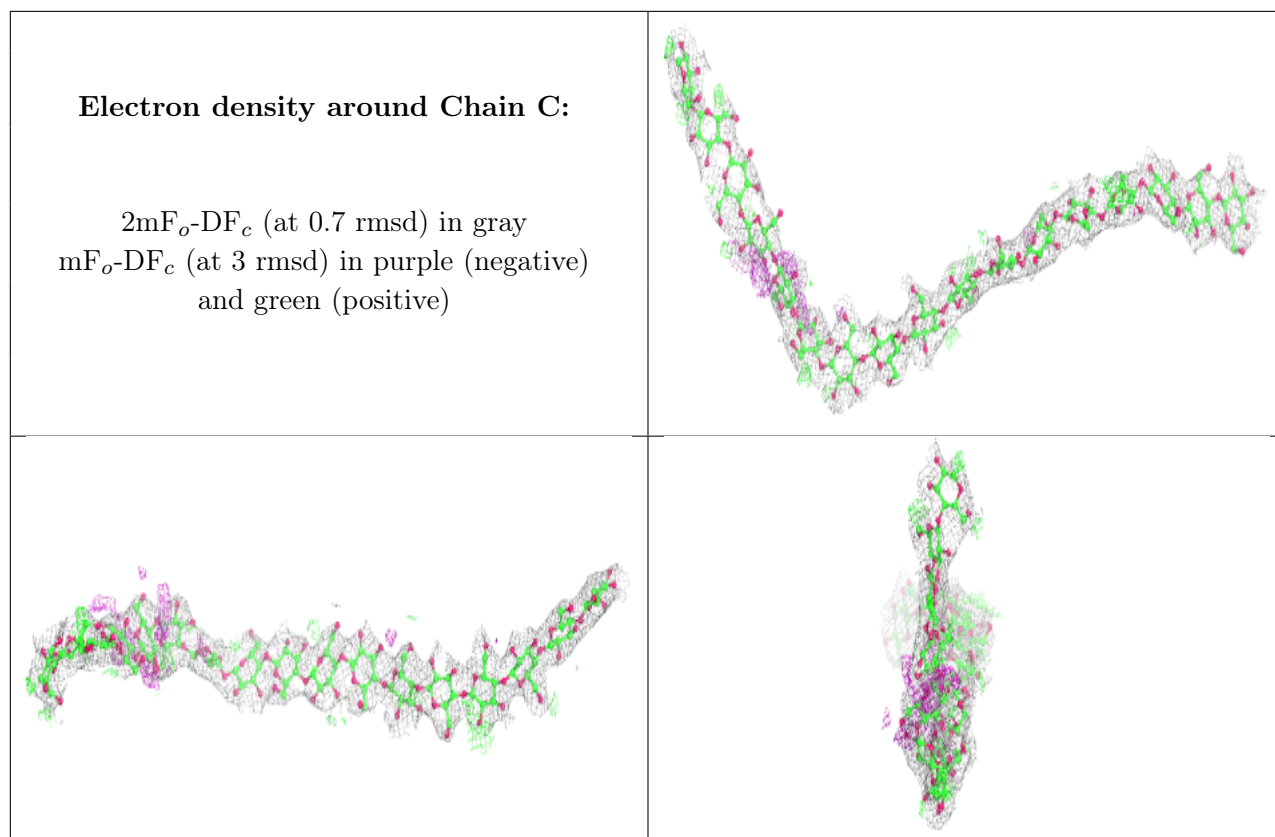 Electron density around Chain C:
2mFₒ-DF𝒸 (at 0.7 rmsd) in gray
mFₒ-DF𝒸 (at 3 rmsd) in purple (negative)
and green (positive)